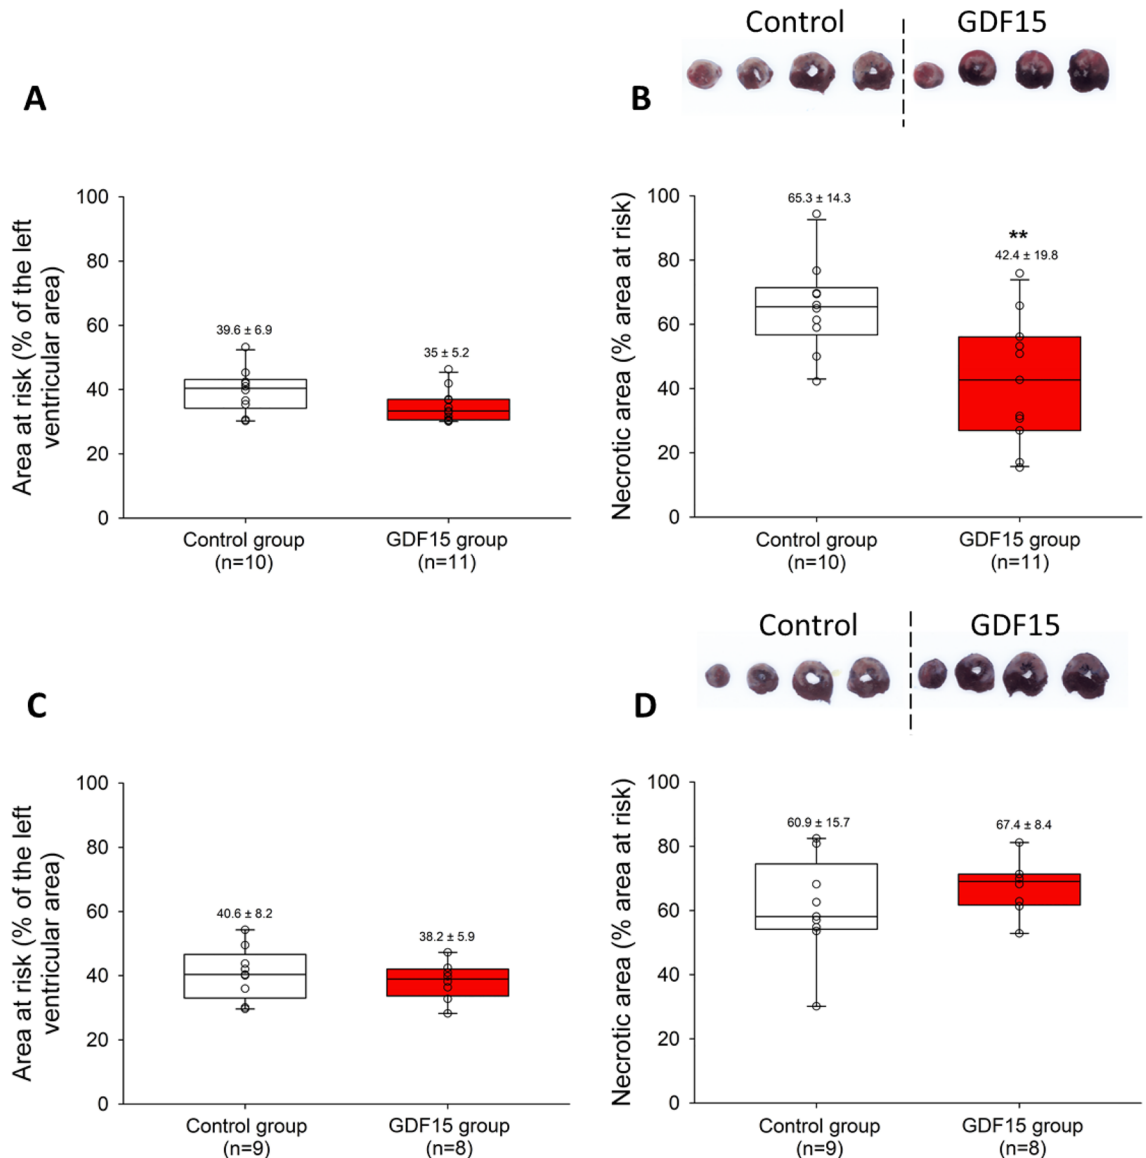 Control
GDF15
A
B
100
80
60
40
20
0
Area at risk (% of the left
ventricular area)
39.6 ± 6.9
35 ± 5.2
Control group
(n=10)
GDF15 group
(n=11)
100
80
60
40
20
0
Necrotic area (% area at risk)
65.3 ± 14.3
**
42.4 ± 19.8
Control group
(n=10)
GDF15 group
(n=11)
Control
GDF15
C
D
100
80
60
40
20
0
Area at risk (% of the left
ventricular area)
40.6 ± 8.2
38.2 ± 5.9
Control group
(n=9)
GDF15 group
(n=8)
100
80
60
40
20
0
Necrotic area (% area at risk)
60.9 ± 15.7
67.4 ± 8.4
Control group
(n=9)
GDF15 group
(n=8)